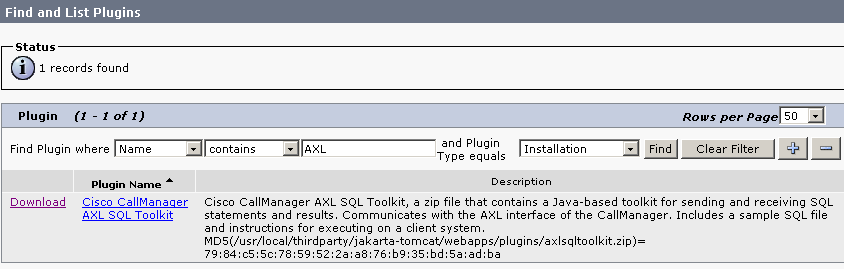 Find and List Plugins
Status
1 records found
Plugin (1 - 1 of 1)
Rows per Page 50
Find Plugin where Name contains AXL and Plugin Type equals Installation Find Clear Filter
Plugin Name Description
Download Cisco CallManager AXL SQL Toolkit
Cisco CallManager AXL SQL Toolkit, a zip file that contains a Java-based toolkit for sending and receiving SQL
statements and results. Communicates with the AXL interface of the CallManager. Includes a sample SQL file
and instructions for executing on a client system.
MD5(/usr/local/thirdparty/jakarta-tomcat/webapps/plugins/axlsqltoolkit.zip)=
79:84:c5:5c:78:59:52:2a:a8:76:b9:35:bd:5a:ad:ba